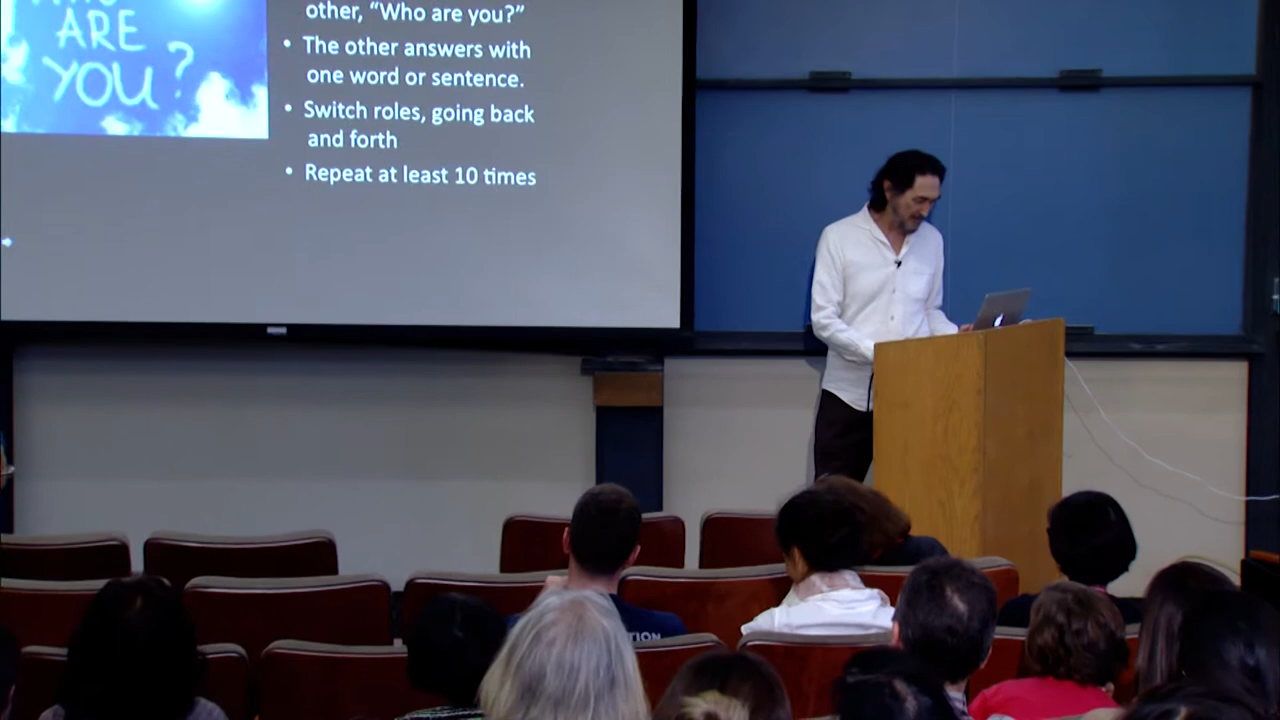 ARE
YOU?
other, “Who are you?”
• The other answers with
one word or sentence.
• Switch roles, going back
and forth
• Repeat at least 10 times
TION